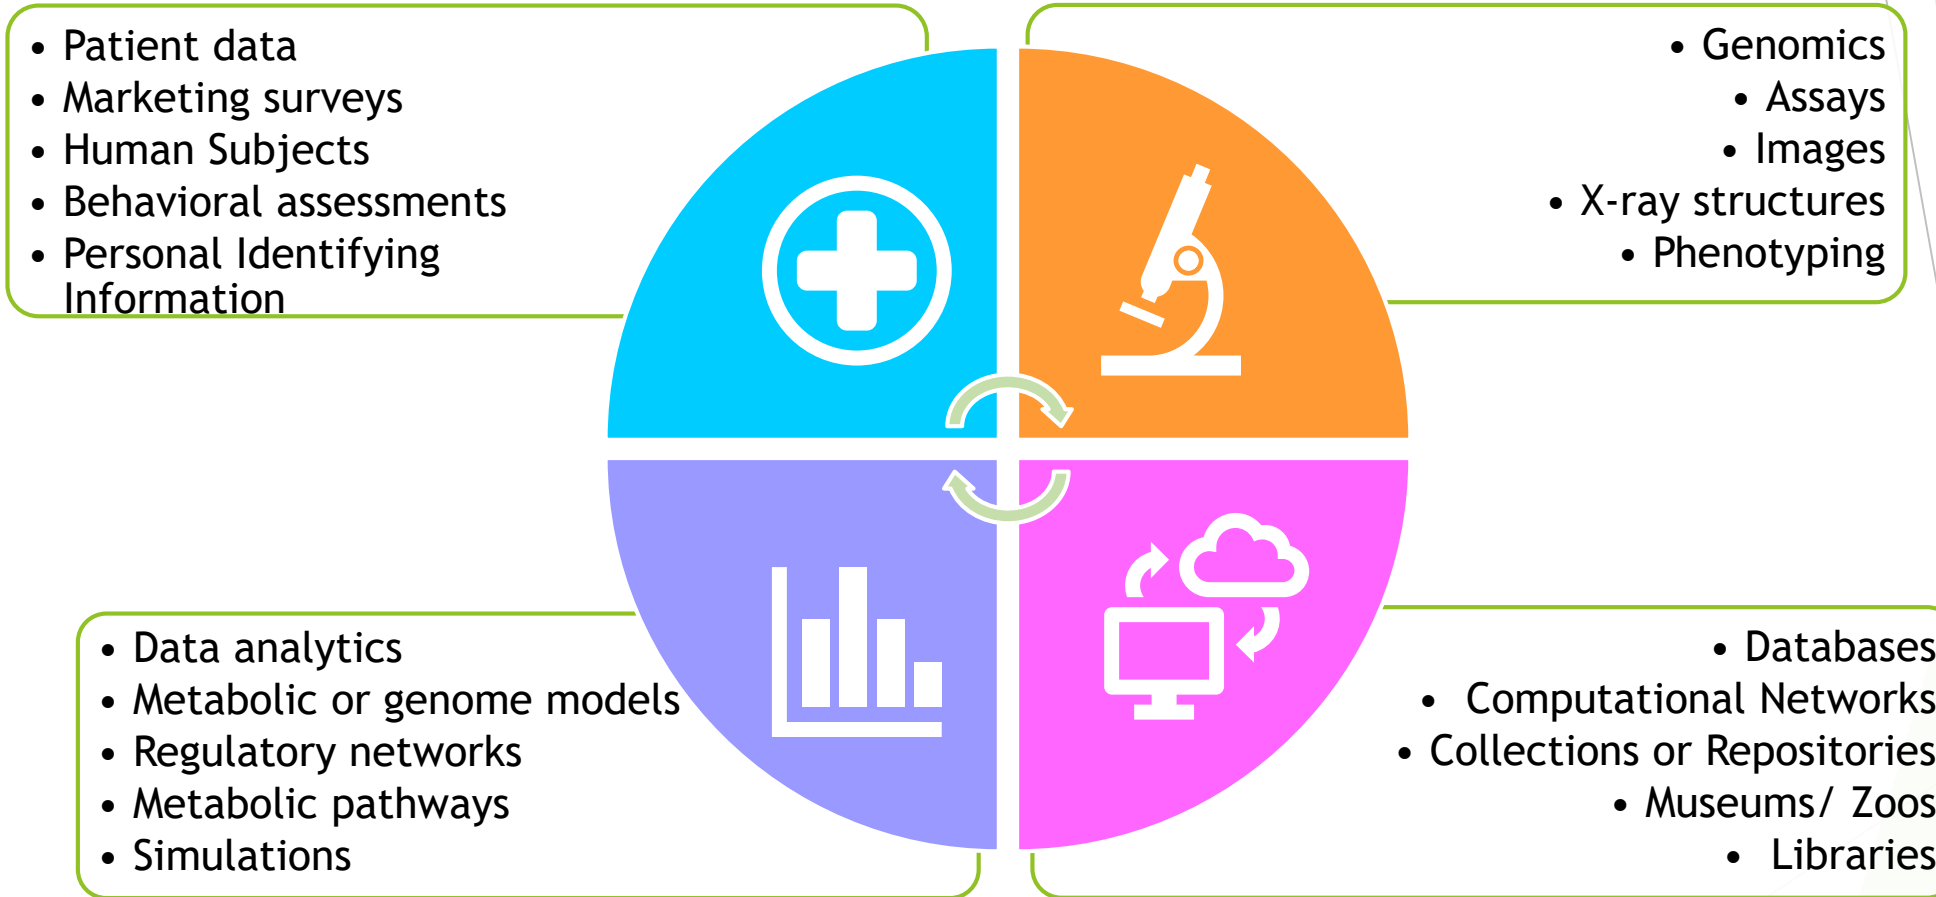 • Patient data
• Marketing surveys
• Human Subjects
• Behavioral assessments
• Personal Identifying
Information
• Genomics
• Assays
• Images
• X-ray structures
• Phenotyping
• Data analytics
• Metabolic or genome models
• Regulatory networks
• Metabolic pathways
• Simulations
• Databases
• Computational Networks
• Collections or Repositories
• Museums/ Zoos
• Libraries